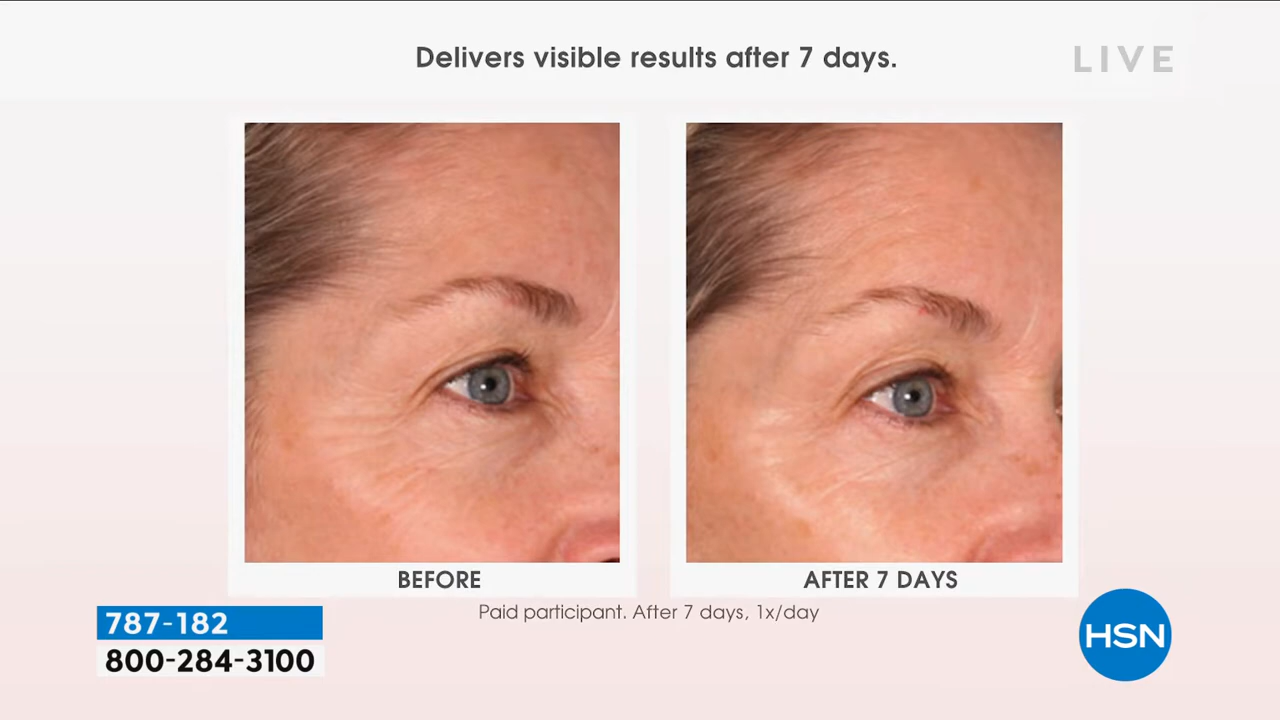 Delivers visible results after 7 days.
LIVE
BEFORE
AFTER 7 DAYS
Paid participant. After 7 days, 1x/day
787-182
800-284-3100
HSN